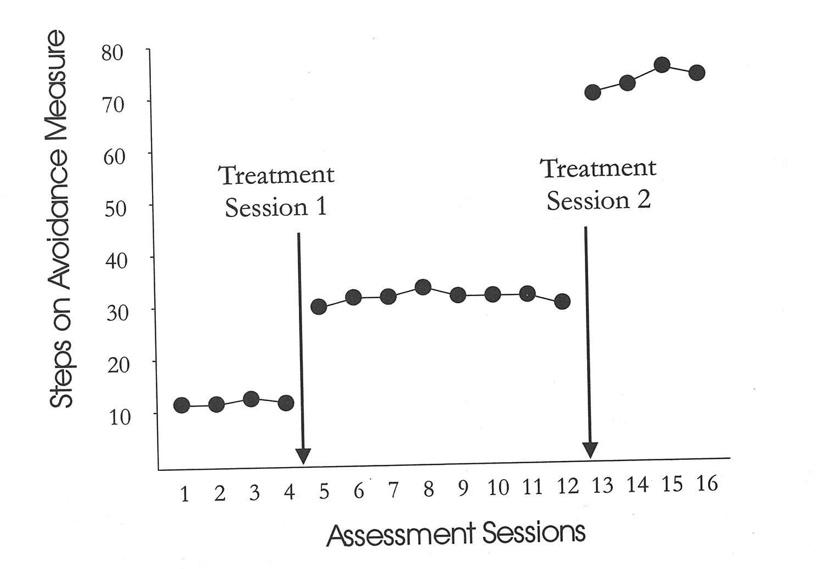 Steps on Avoidance Measure
80
70
60
50
40
30
20
10
Treatment
Session 1
Treatment
Session 2
1 2 3 4 5 6 7 8 9 10 11 12 13 14 15 16
Assessment Sessions